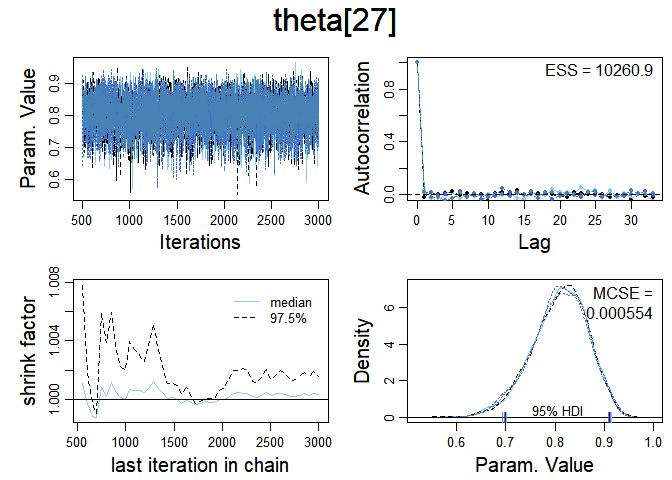 theta[27]
Param. Value
0.9
0.8
0.7
0.6
500 1000 1500 2000 2500 3000
Iterations
ESS = 10260.9
Autocorrelation
0.8
0.4
0.0
0 5 10 15 20 25 30
Lag
shrink factor
1.008
1.004
1.000
median
97.5%
500 1000 1500 2000 2500 3000
last iteration in chain
MCSE =
0.000554
Density
6
4
2
0
95% HDI
0.6 0.7 0.8 0.9 1.0
Param. Value